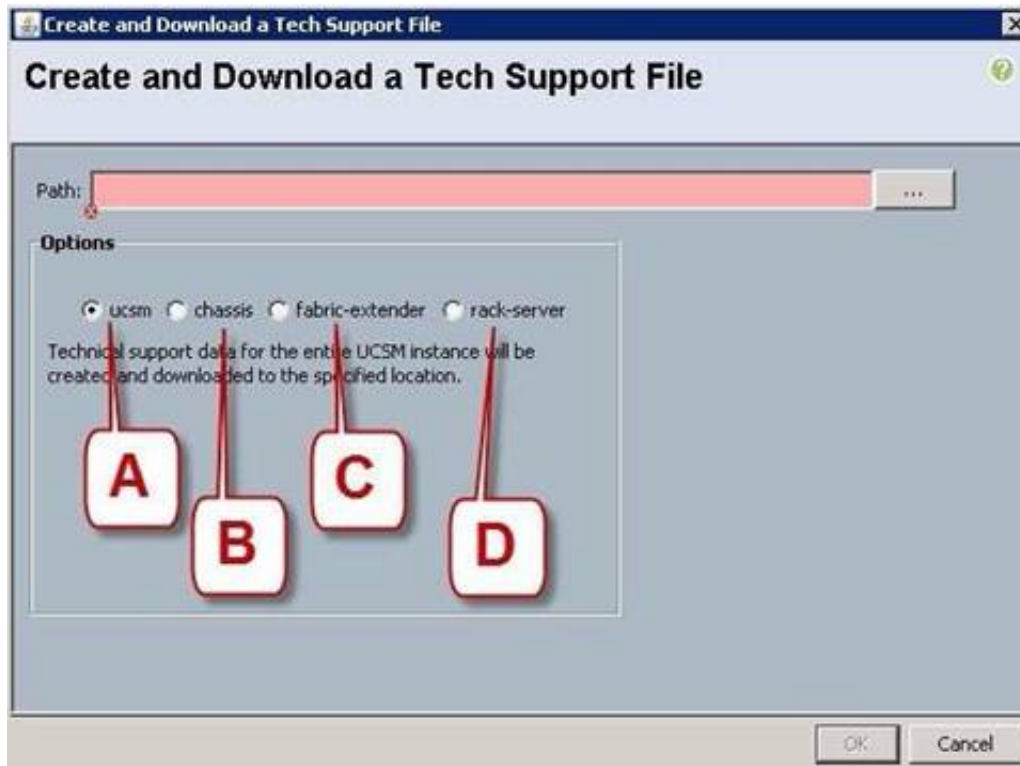 Create and Download a Tech Support File
Create and Download a Tech Support File
Path:
...
Options
ucsm chassis fabric-extender rack-server
Technical support data for the entire UCSM instance will be
created and downloaded to the specified location.
A
B
C
D
OK
Cancel